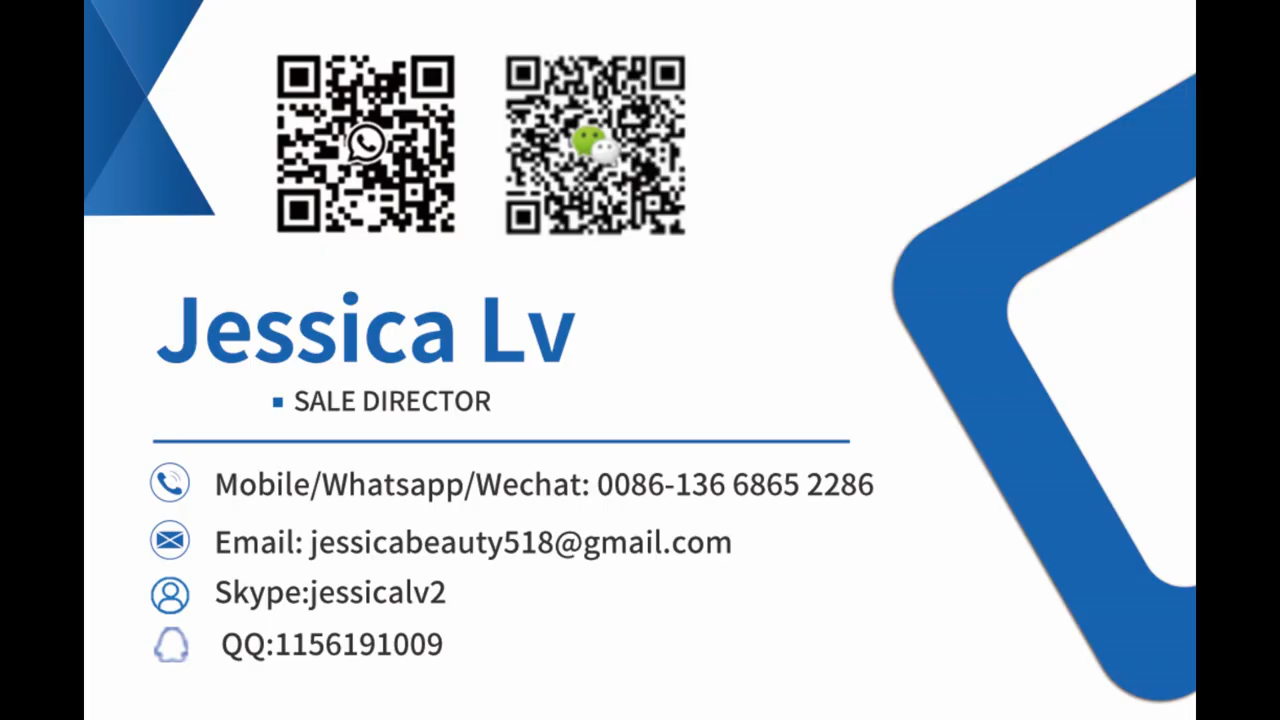 Jessica Lv
SALE DIRECTOR
Mobile/Whatsapp/Wechat: 0086-136 6865 2286
Email: jessicabeauty518@gmail.com
Skype:jessicalv2
QQ:1156191009